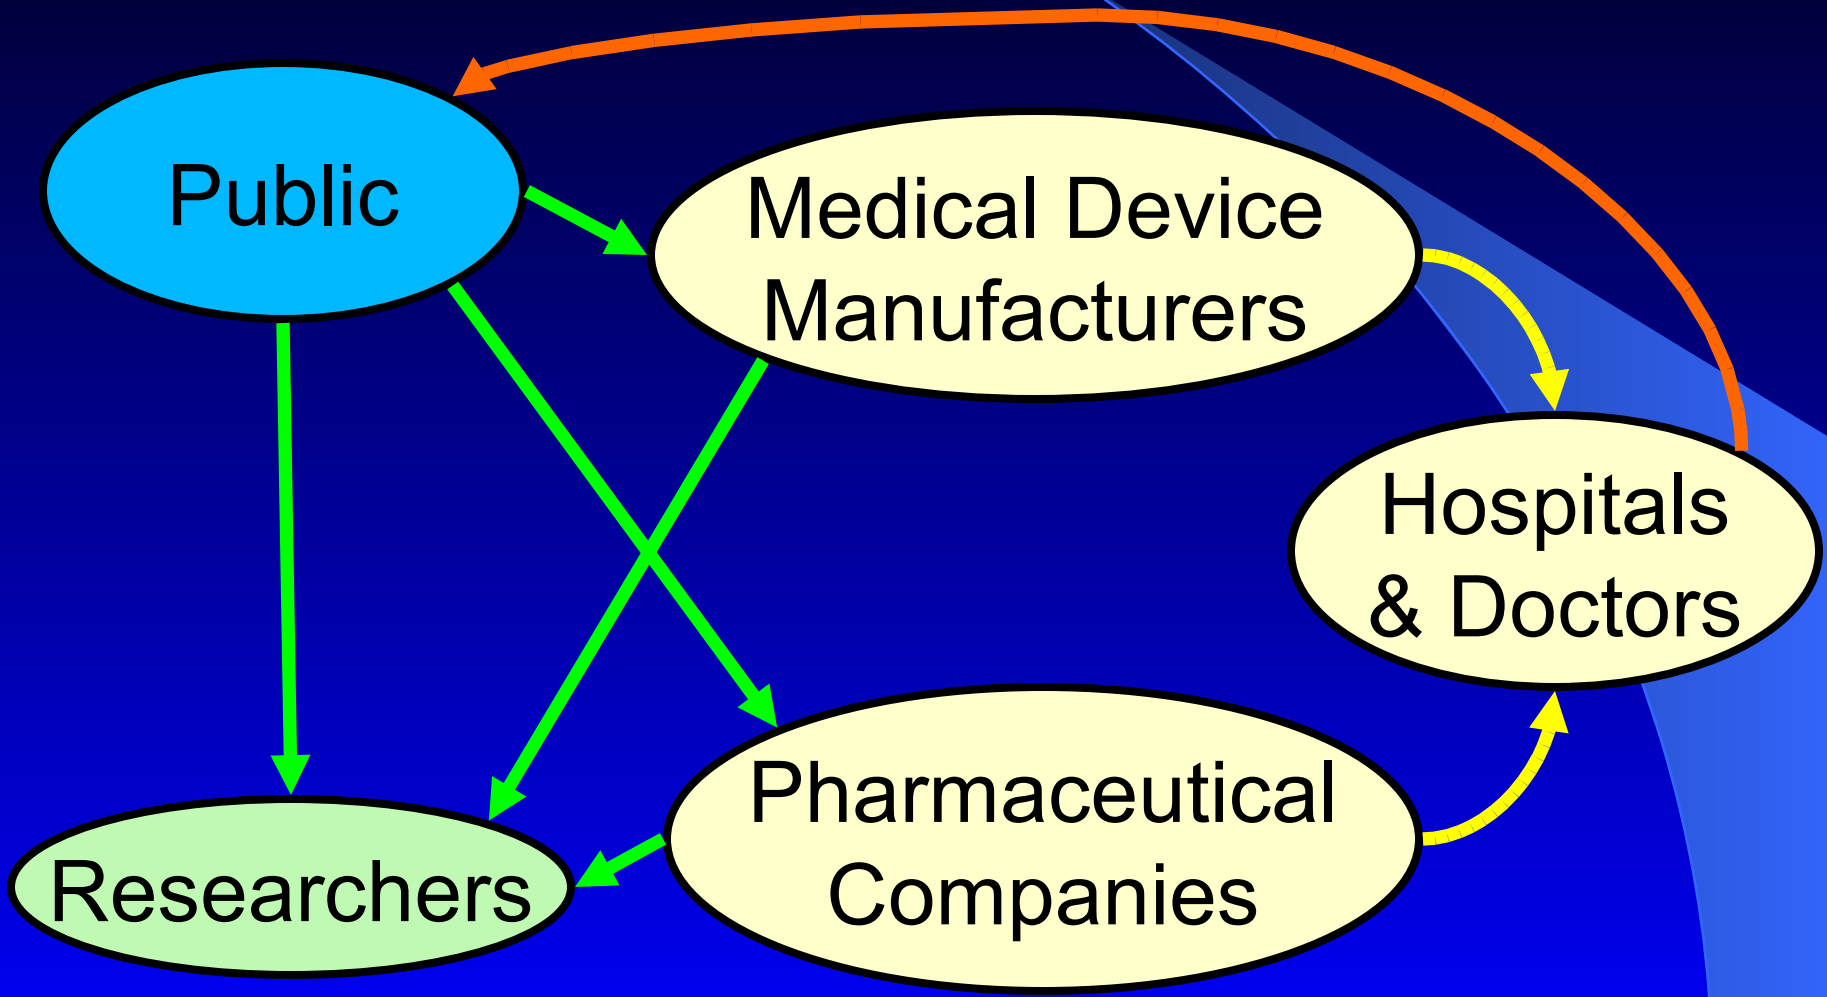 Public
Medical Device
Manufacturers
Hospitals
& Doctors
Pharmaceutical
Companies
Researchers